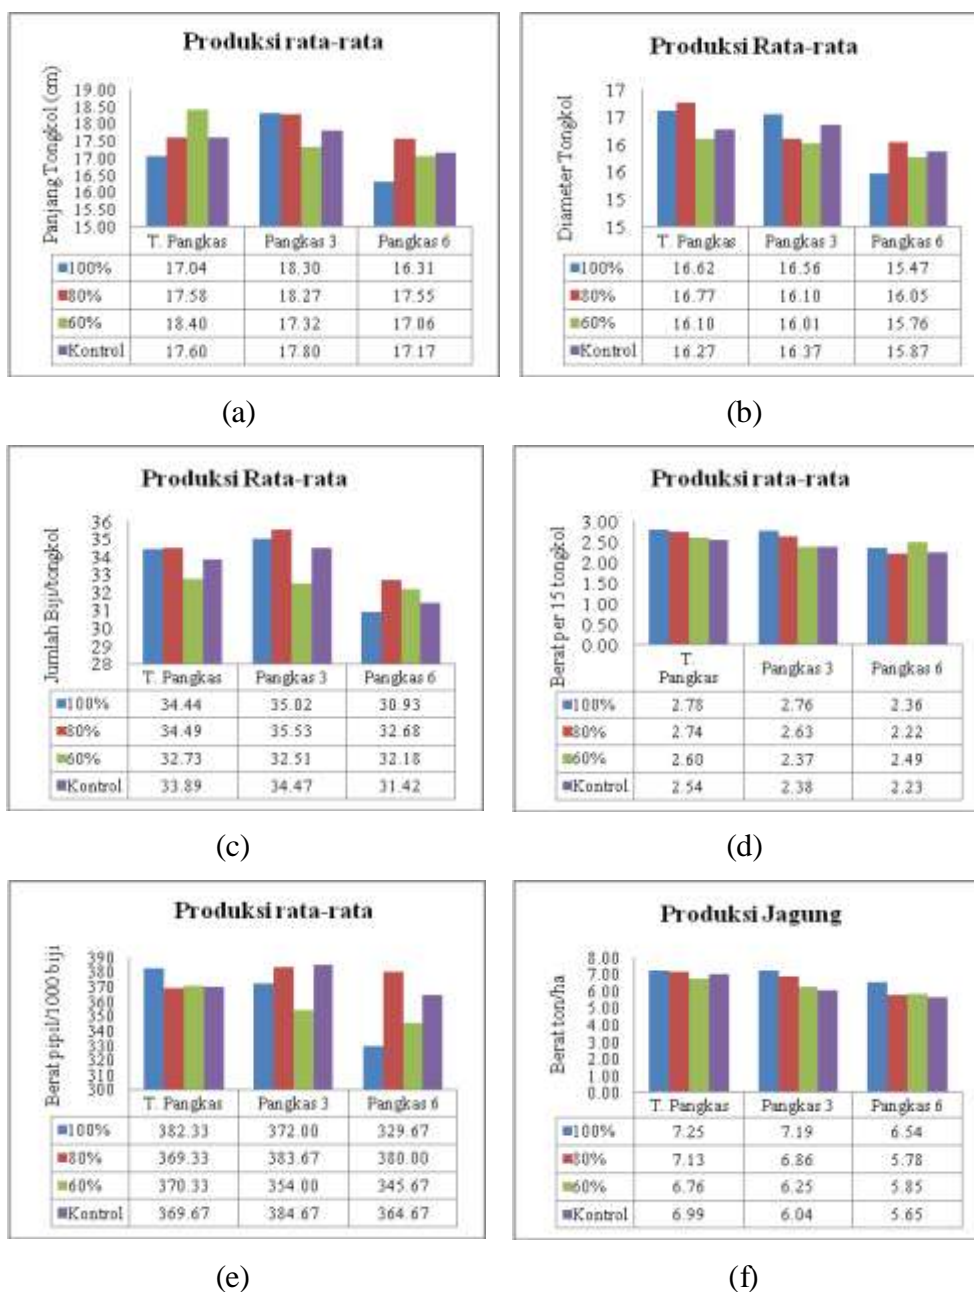 Produksi rata-rata
Panjang Tongkol (cm)
19.00
18.50
18.00
17.50
17.00
16.50
16.00
15.50
15.00
T. Pangkas Pangkas 3 Pangkas 6
100% 17.04 18.30 16.31
80% 17.58 18.27 17.55
60% 18.40 17.32 17.06
Kontrol 17.60 17.80 17.17
(a)
Produksi Rata-rata
Diameter Tongkol
17
17
16
16
15
15
T. Pangkas Pangkas 3 Pangkas 6
100% 16.62 16.56 15.47
80% 16.77 16.10 16.05
60% 16.10 16.01 15.76
Kontrol 16.27 16.37 15.87
(b)
Produksi Rata-rata
Jumlah Biji/tongkol
36
35
34
33
32
31
30
29
28
T. Pangkas Pangkas 3 Pangkas 6
100% 34.44 35.02 30.93
80% 34.49 35.53 32.68
60% 32.73 32.51 32.18
Kontrol 33.89 34.47 31.42
(c)
Produksi rata-rata
Berat per 15 tongkol
3.00
2.50
2.00
1.50
1.00
0.50
0.00
T
Pangkas Pangkas 3 Pangkas 6
100% 2.78 2.76 2.36
80% 2.74 2.63 2.22
60% 2.60 2.37 2.49
Kontrol 2.54 2.38 2.23
(d)
Produksi rata-rata
Berat pipil/1000 biji
390
380
370
360
350
340
330
320
310
300
T. Pangkas Pangkas 3 Pangkas 6
100% 382.33 372.00 329.67
80% 369.33 383.67 380.00
60% 370.33 354.00 345.67
Kontrol 369.67 384.67 364.67
(e)
Produksi Jagung
Berat ton/ha
8.00
7.00
6.00
5.00
4.00
3.00
2.00
1.00
0.00
T. Pangkas Pangkas 3 Pangkas 6
100% 7.25 7.19 6.54
80% 7.13 6.86 5.78
60% 6.76 6.25 5.85
Kontrol 6.99 6.04 5.65
(f)